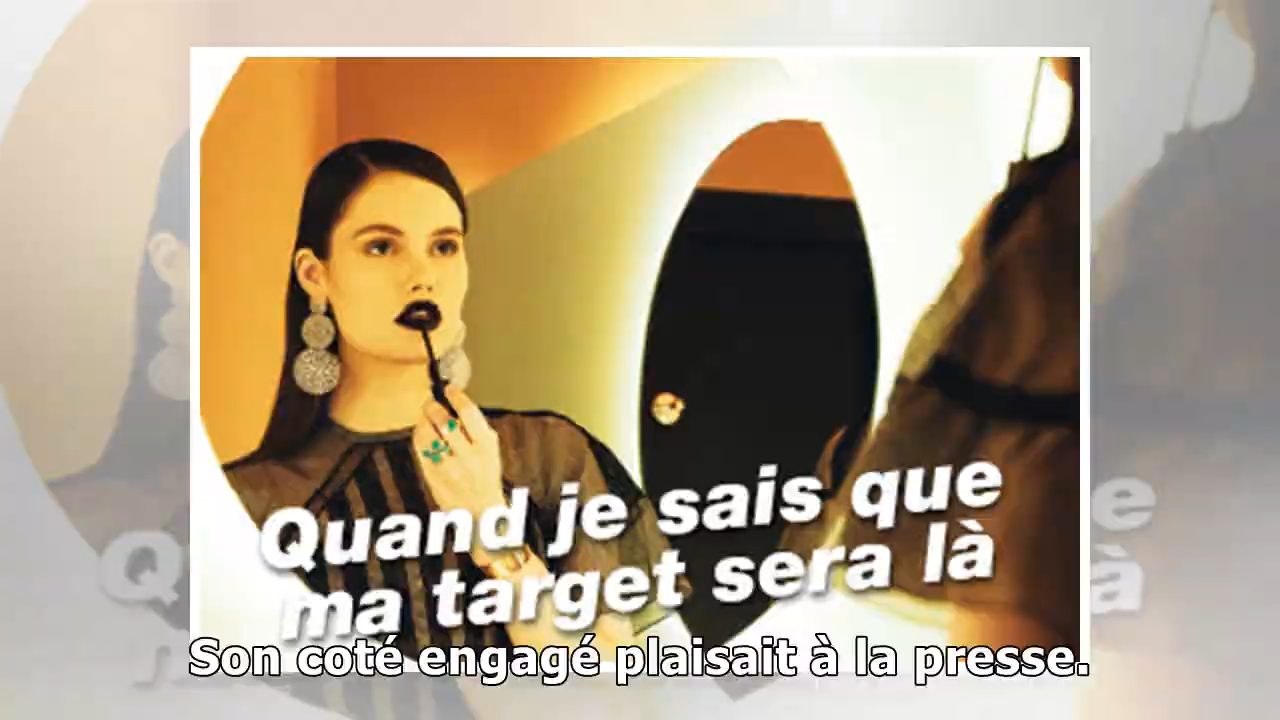 Quand je sais que
ma target sera là
Son coté engagé plaisait à la presse.